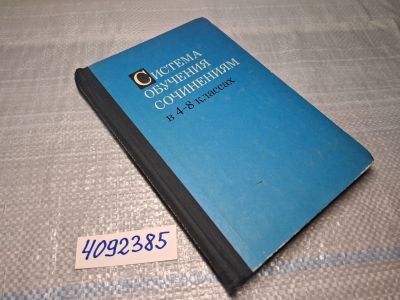 СИСТЕМА
ОБУЧЕНИЯ
СОЧИНЕНИЯМ
в 4-8 классах
4092385